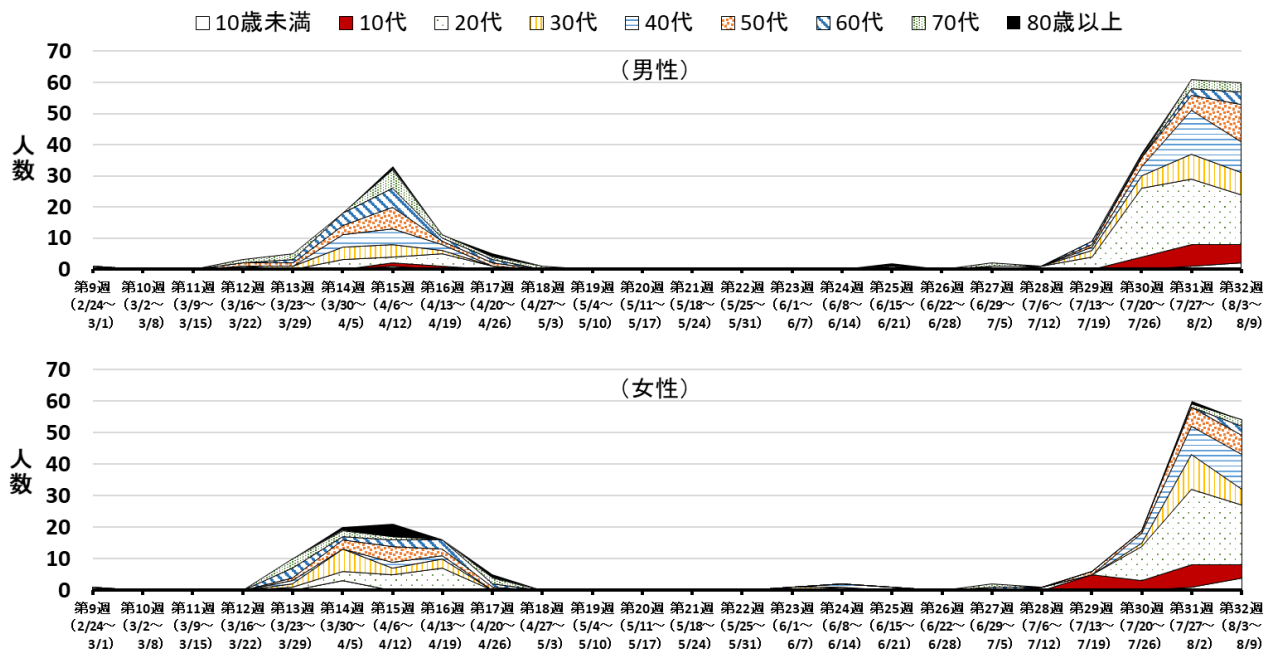 10歳未満 10代 20代 30代 40代 50代 60代 70代 80歳以上
（男性）
人数
70
60
50
40
30
20
10
0
第9週 第10週 第11週 第12週 第13週 第14週 第15週 第16週 第17週 第18週 第19週 第20週 第21週 第22週 第23週 第24週 第25週 第26週 第27週 第28週 第29週 第30週 第31週 第32週
（2/24～ （3/2～ （3/9～ （3/16～ （3/23～ （3/30～ （4/6～ （4/13～ （4/20～ （4/27～ （5/4～ （5/11～ （5/18～ （5/25～ （6/1～ （6/8～ （6/15～ （6/22～ （6/29～ （7/6～ （7/13～ （7/20～ （7/27～ （8/3～
3/1） 3/8） 3/15） 3/22） 3/29） 4/5） 4/12） 4/19） 4/26） 5/3） 5/10） 5/17） 5/24） 5/31） 6/7） 6/14） 6/21） 6/28） 7/5） 7/12） 7/19） 7/26） 8/2） 8/9）
（女性）
人数
70
60
50
40
30
20
10
0
第9週 第10週 第11週 第12週 第13週 第14週 第15週 第16週 第17週 第18週 第19週 第20週 第21週 第22週 第23週 第24週 第25週 第26週 第27週 第28週 第29週 第30週 第31週 第32週
（2/24～ （3/2～ （3/9～ （3/16～ （3/23～ （3/30～ （4/6～ （4/13～ （4/20～ （4/27～ （5/4～ （5/11～ （5/18～ （5/25～ （6/1～ （6/8～ （6/15～ （6/22～ （6/29～ （7/6～ （7/13～ （7/20～ （7/27～ （8/3～
3/1） 3/8） 3/15） 3/22） 3/29） 4/5） 4/12） 4/19） 4/26） 5/3） 5/10） 5/17） 5/24） 5/31） 6/7） 6/14） 6/21） 6/28） 7/5） 7/12） 7/19） 7/26） 8/2） 8/9）